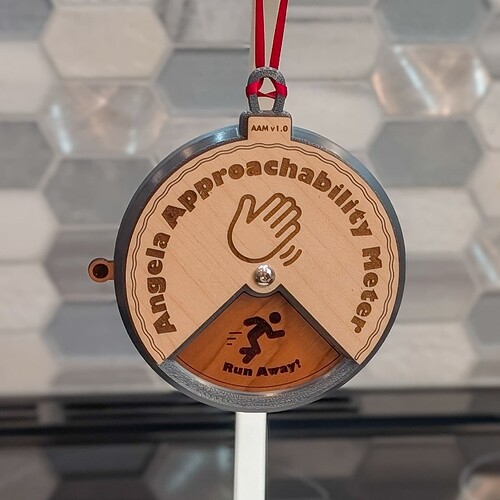 AAM v1.0
Angela Approachability Meter
Run Away!